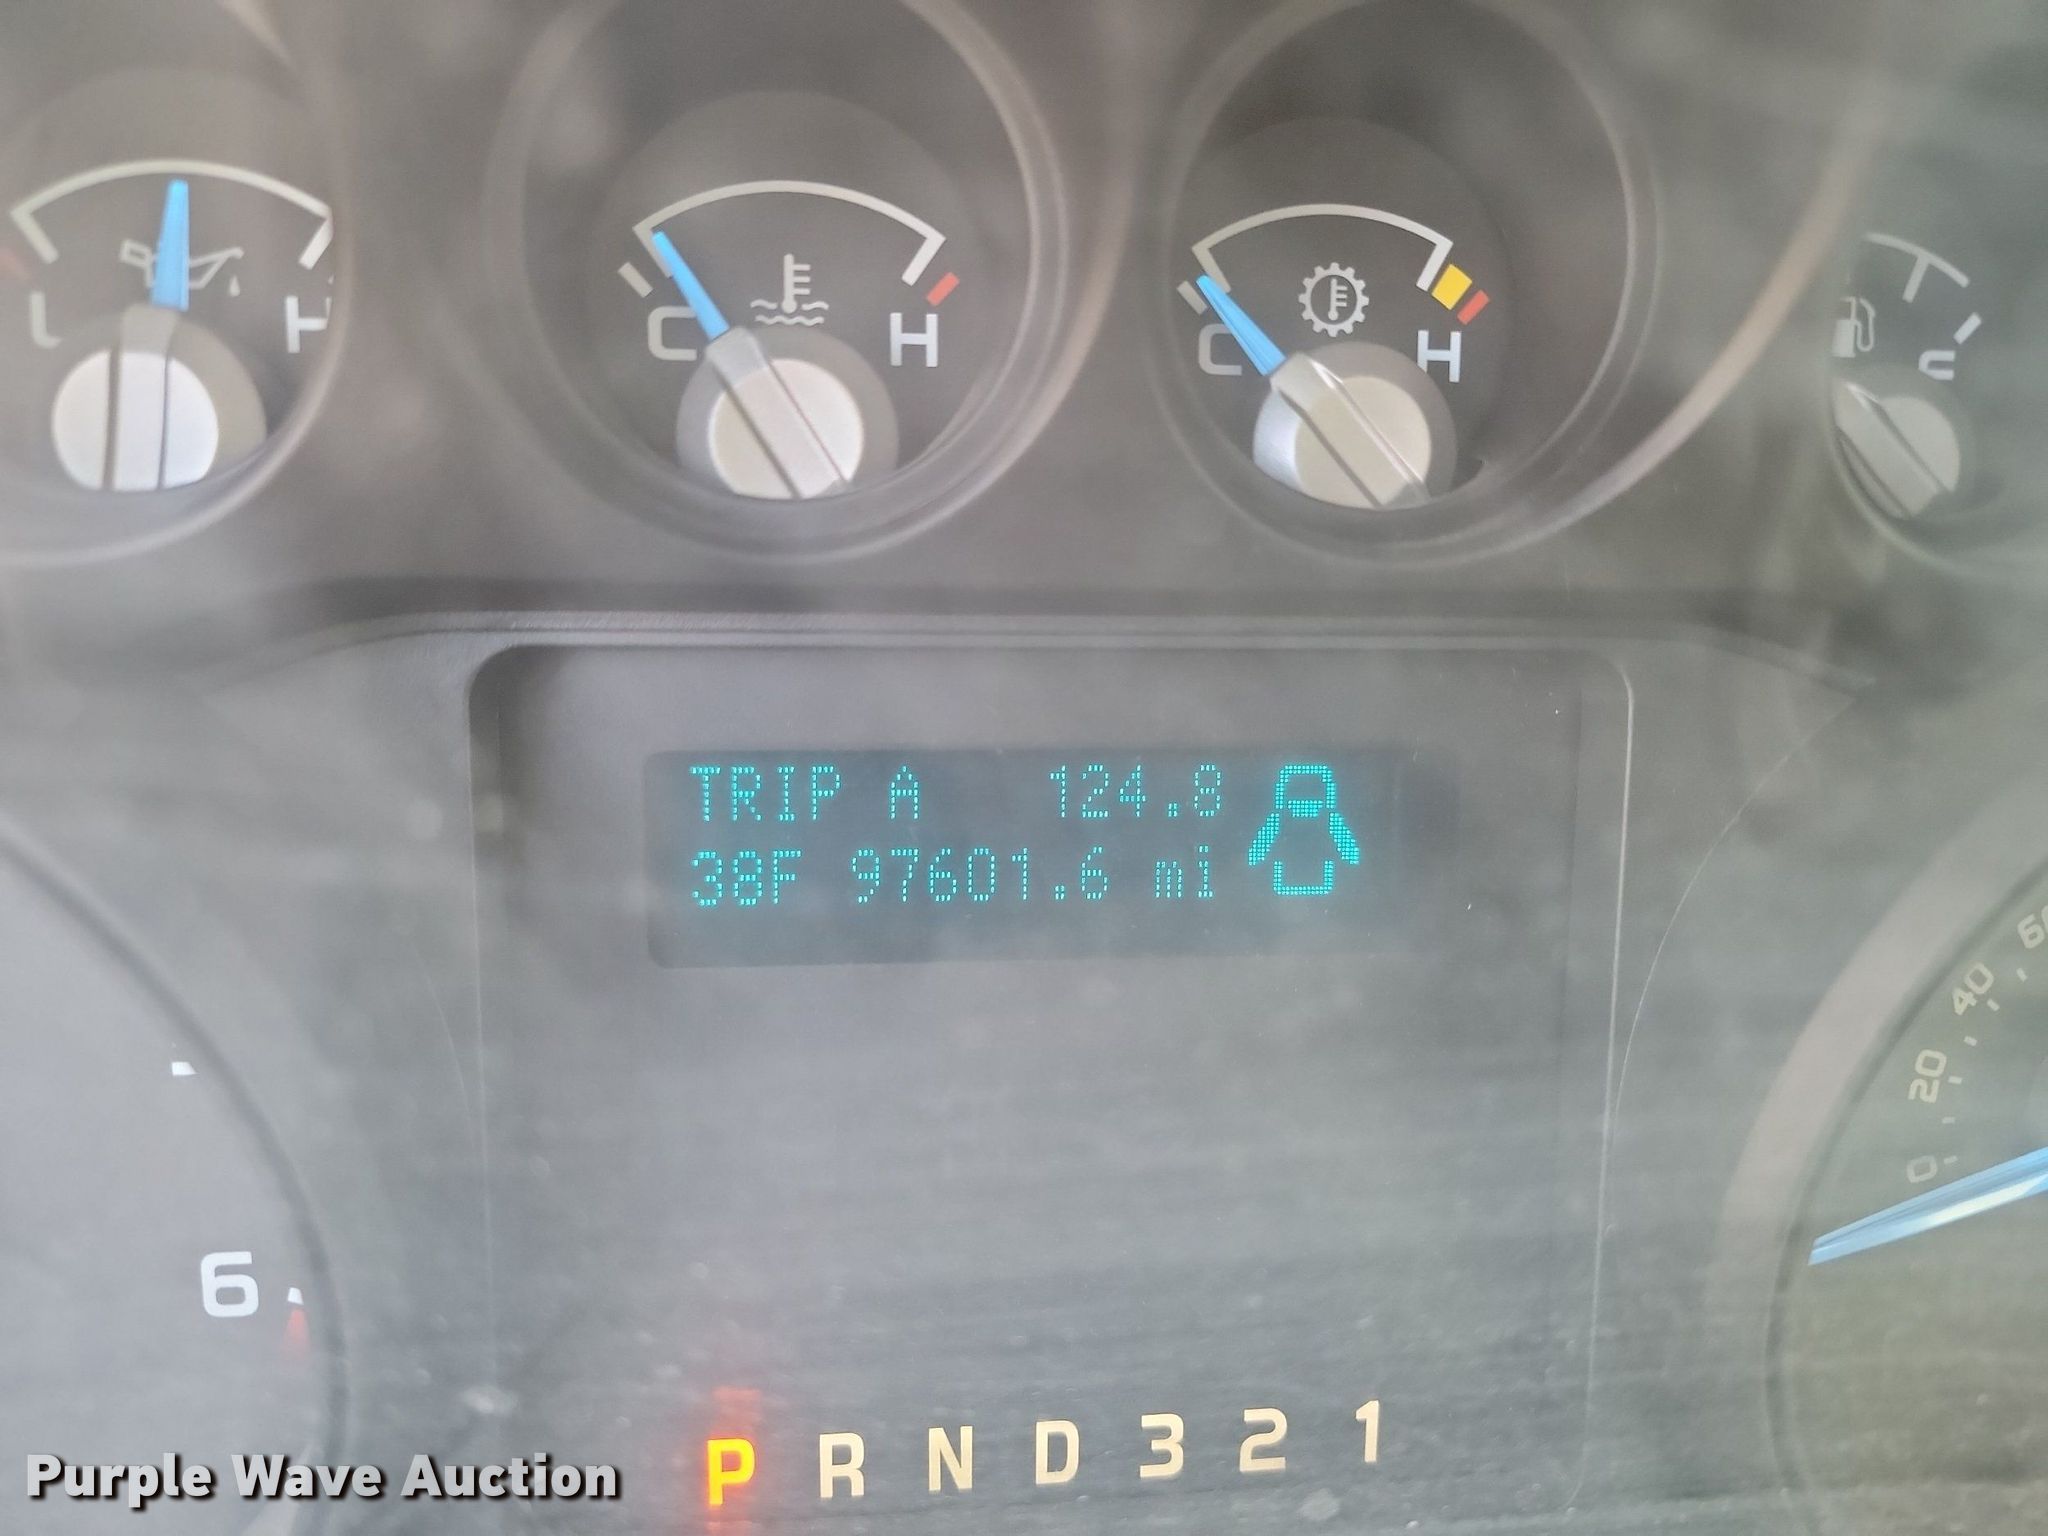 L H
C H
C H
TRIP A 124.8
38F 97601.6 mi
40
20
0
6
P R N D 3 2 1
Purple Wave Auction